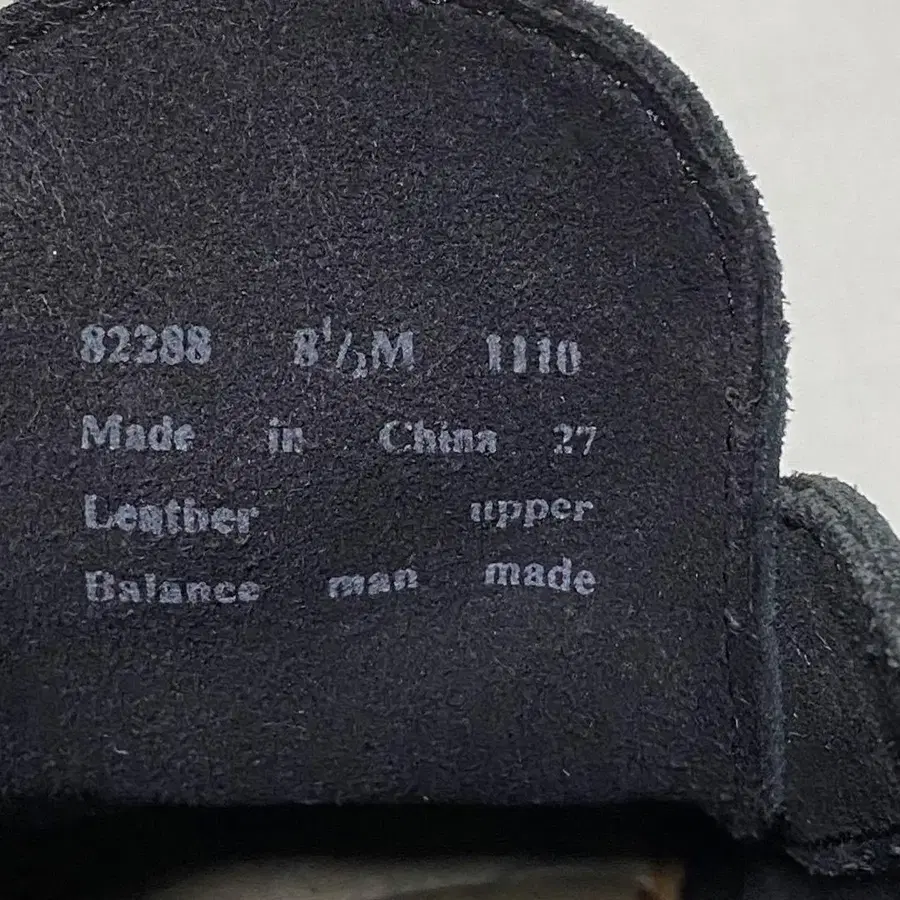 82288 8½M 1110
Made in China 27
Leather upper
Balance man made